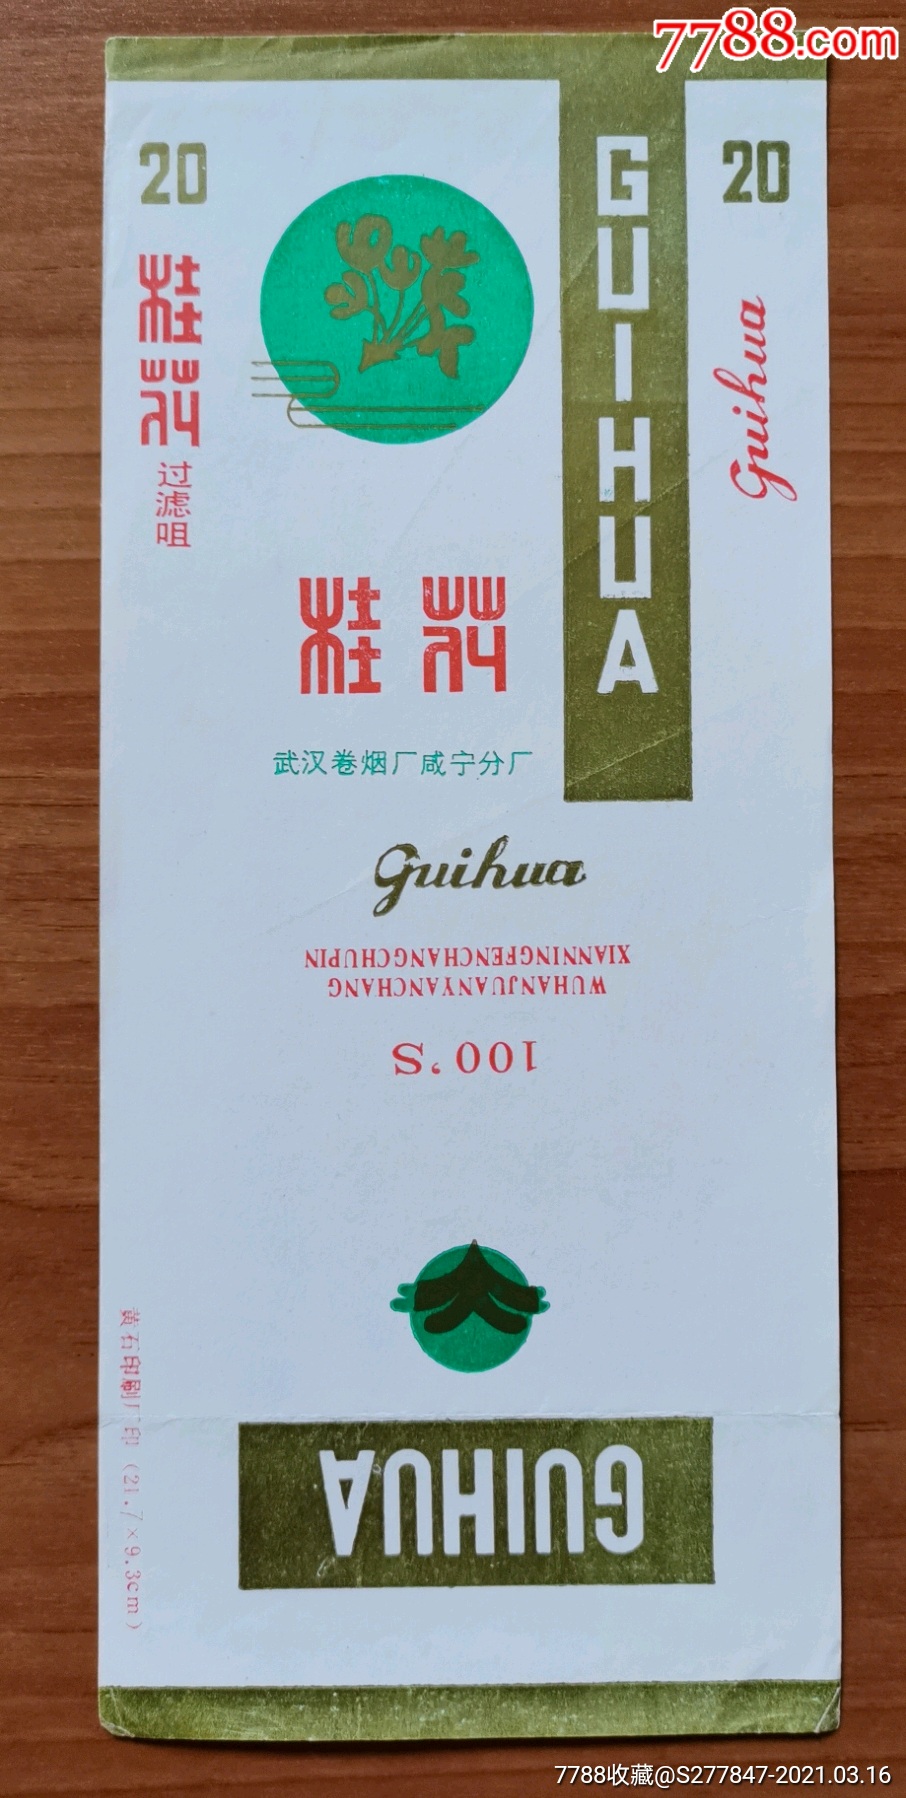 7788.com
20
桂花
过滤咀
桂花
武汉卷烟厂咸宁分厂
GUIHUA
20
Guihua
Guihua
XIANNINGFENCHANGCHUPIN
WUHANJUANYANCHANG
100'S
GUIHUA
黄石印刷厂印(21.7×9.3cm)
7788收藏@S277847-2021.03.16